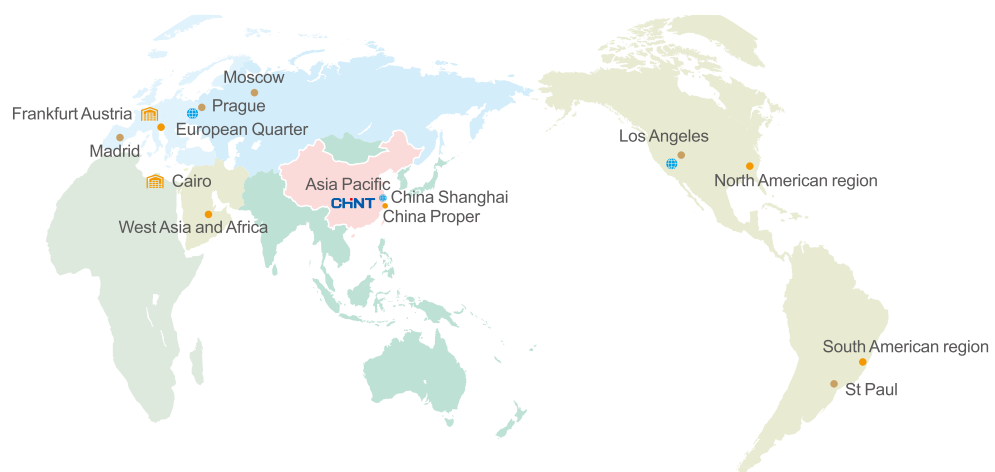 Moscow
Frankfurt Austria
Prague
European Quarter
Madrid
Cairo
West Asia and Africa
Asia Pacific
CHNT
China Shanghai
China Proper
Los Angeles
North American region
South American region
St Paul